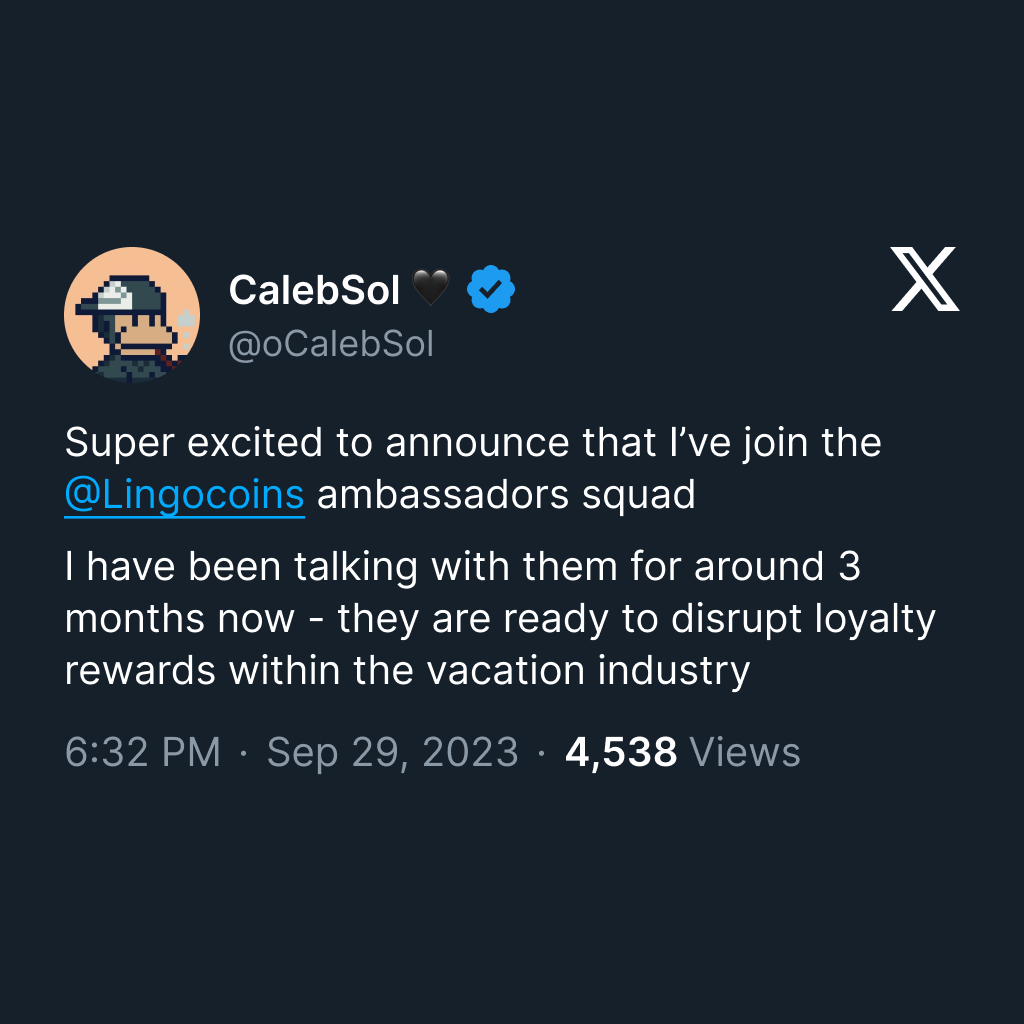 CalebSol 🖤
@oCalebSol
Super excited to announce that I’ve join the
@Lingocoins ambassadors squad
I have been talking with them for around 3
months now - they are ready to disrupt loyalty
rewards within the vacation industry
6:32 PM · Sep 29, 2023 · 4,538 Views